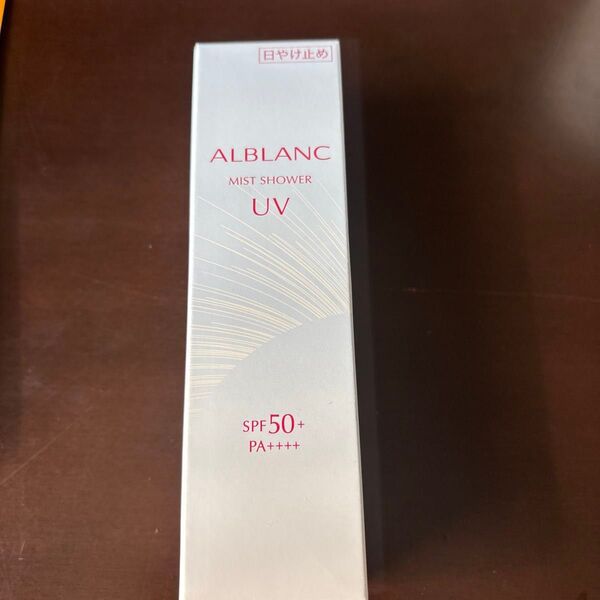 日やけ止め
ALBLANC
MIST SHOWER
UV
SPF50+
PA++++